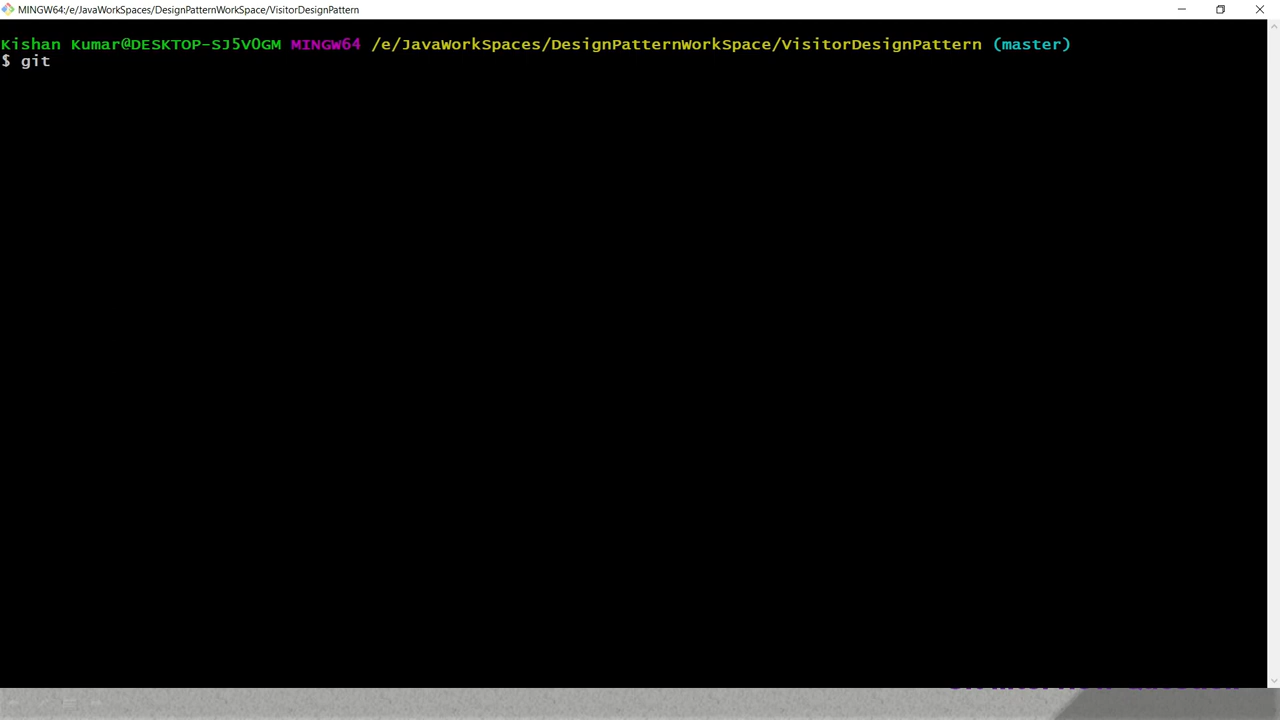 MINGW64:/e/JavaWorkSpaces/DesignPatternWorkSpace/VisitorDesignPattern
Kishan Kumar@DESKTOP-SJ5V0GM MINGW64 /e/JavaWorkSpaces/DesignPatternWorkSpace/VisitorDesignPattern (master)
$ git